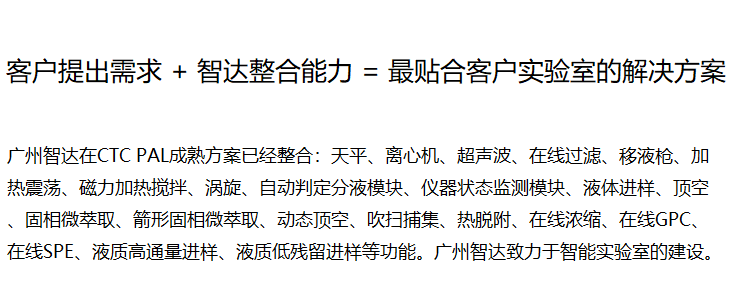 客户提出需求 + 智达整合能力 = 最贴合客户实验室的解决方案
广州智达在CTC PAL成熟方案已经整合：天平、离心机、超声波、在线过滤、移液枪、加
热震荡、磁力加热搅拌、涡旋、自动判定分液模块、仪器状态监测模块、液体进样、顶空
、固相微萃取、箭形固相微萃取、动态顶空、吹扫捕集、热脱附、在线浓缩、在线GPC、
在线SPE、液质高通量进样、液质低残留进样等功能。广州智达致力于智能实验室的建设。